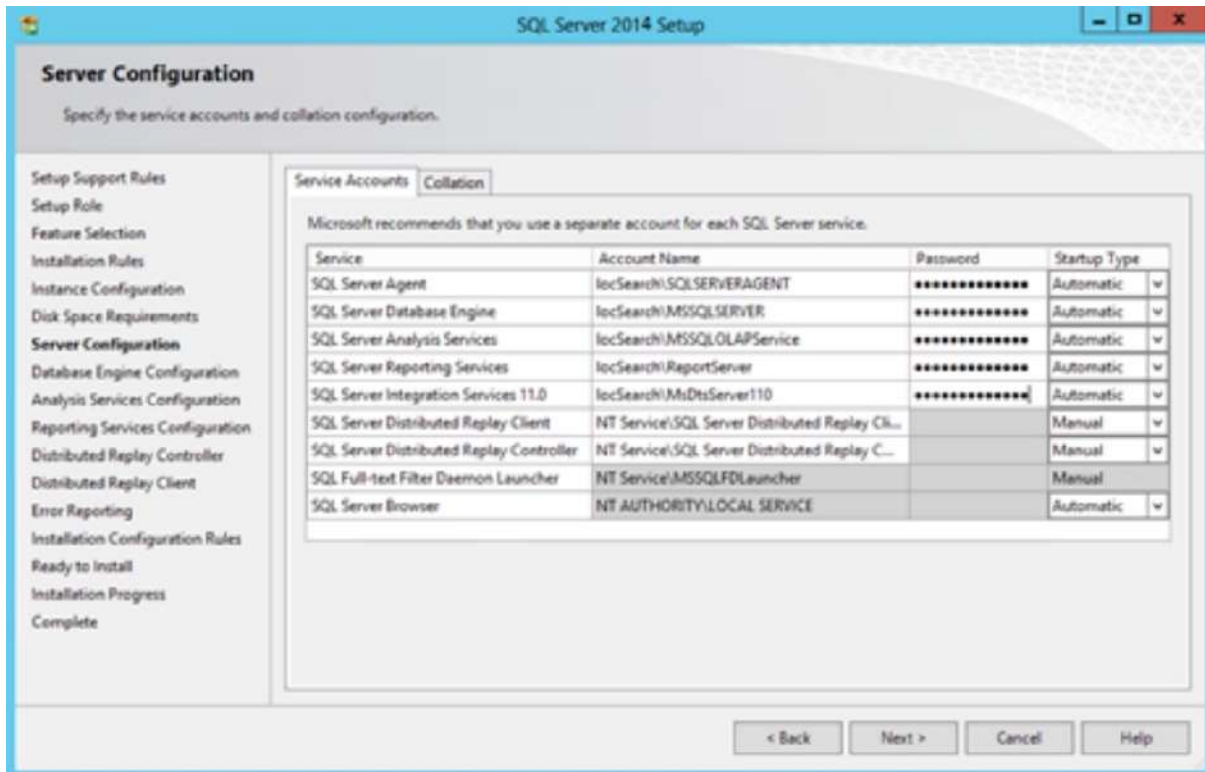 SQL Server 2014 Setup
Server Configuration
Specify the service accounts and collation configuration.
Setup Support Rules
Setup Role
Feature Selection
Installation Rules
Instance Configuration
Disk Space Requirements
Server Configuration
Database Engine Configuration
Analysis Services Configuration
Reporting Services Configuration
Distributed Replay Controller
Distributed Replay Client
Error Reporting
Installation Configuration Rules
Ready to Install
Installation Progress
Complete
Service Accounts Collation
Microsoft recommends that you use a separate account for each SQL Server service.
Service Account Name Password Startup Type
SQL Server Agent locSearch\SQLSERVERAGENT ●●●●●●●●●●●●● Automatic
SQL Server Database Engine locSearch\MSSQLSERVER ●●●●●●●●●●●●● Automatic
SQL Server Analysis Services locSearch\MSSQLOLAPService ●●●●●●●●●●●●● Automatic
SQL Server Reporting Services locSearch\ReportServer ●●●●●●●●●●●●● Automatic
SQL Server Integration Services 11.0 locSearch\MsDtsServer110 ●●●●●●●●●●●●● Automatic
SQL Server Distributed Replay Client NT Service\SQL Server Distributed Replay Cli... Manual
SQL Server Distributed Replay Controller NT Service\SQL Server Distributed Replay C... Manual
SQL Full-text Filter Daemon Launcher NT Service\MSSQLFDLauncher Manual
SQL Server Browser NT AUTHORITY\LOCAL SERVICE Automatic
< Back Next > Cancel Help